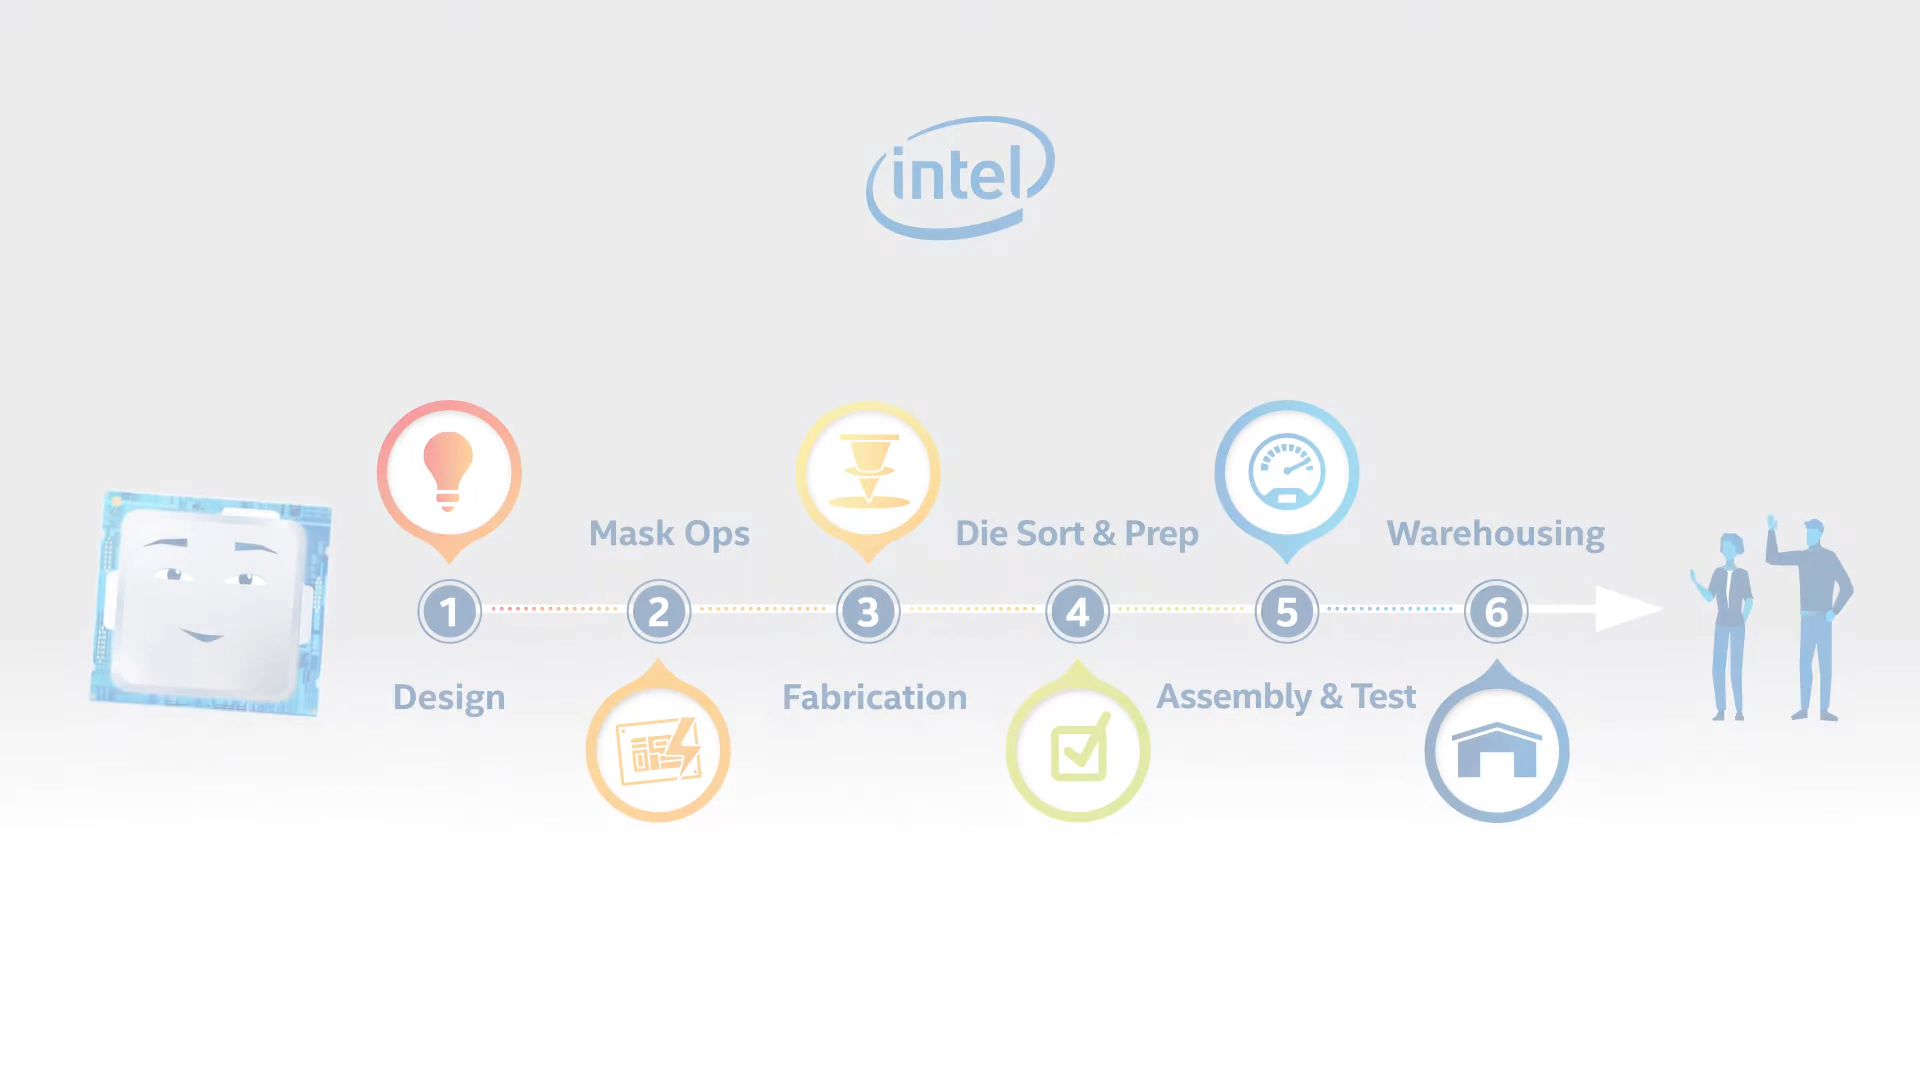 intel
Mask Ops
Die Sort & Prep
Warehousing
1
2
3
4
5
6
Design
Fabrication
Assembly & Test